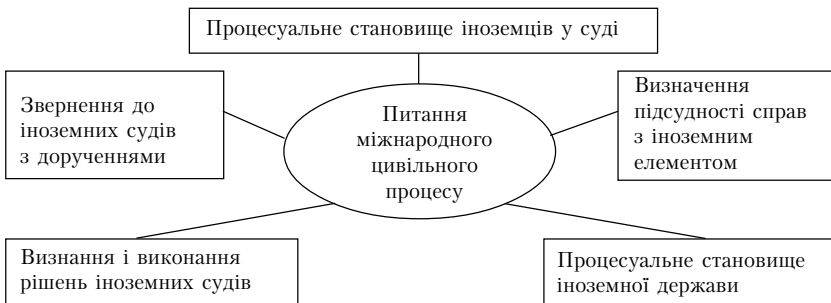 Процесуальне становище іноземців у суді
Звернення до
іноземних судів
з дорученнями
Питання
міжнародного
цивільного
процесу
Визначення
підсудності справ
з іноземним
елементом
Визнання і виконання
рішень іноземних судів
Процесуальне становище
іноземної держави